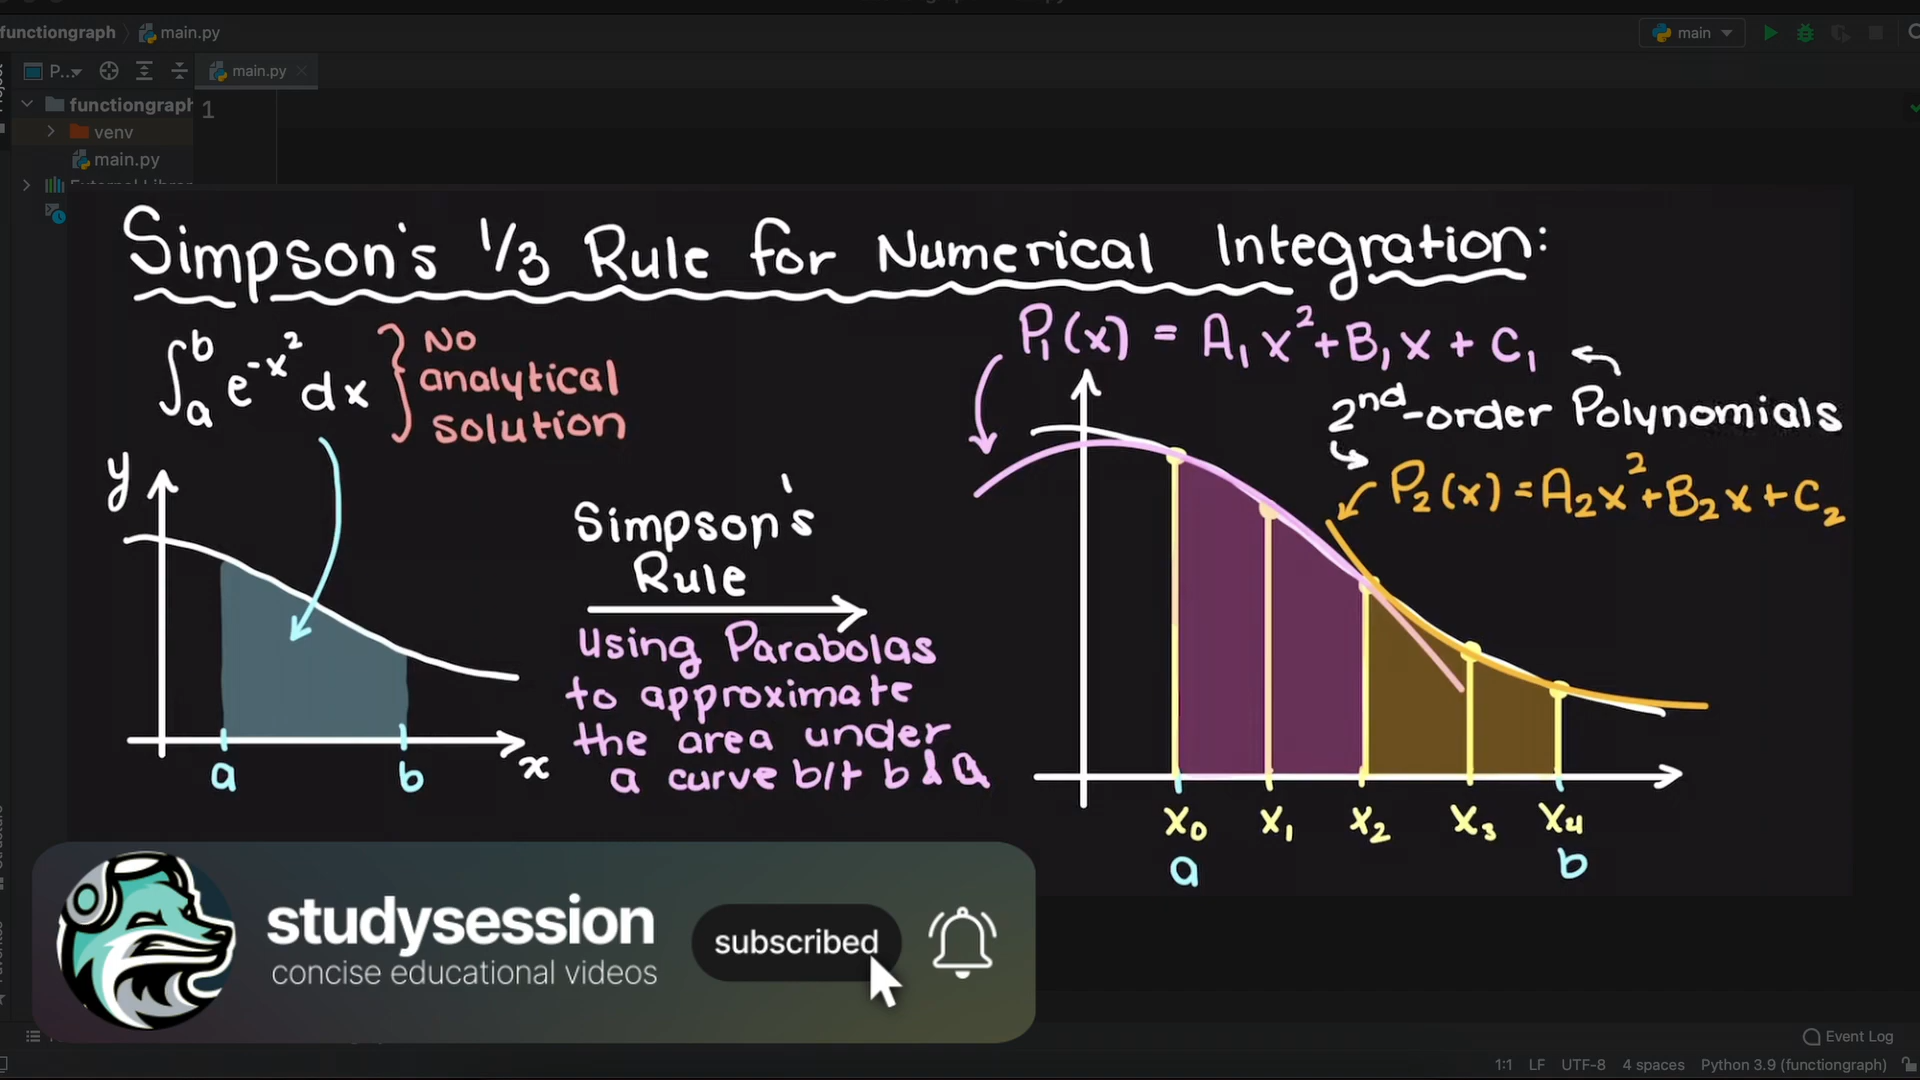 functiongraph
main.py
main
P...
main.py
functiongraph
1
venv
main.py
Simpson's 1/3 Rule for Numerical Integration:
∫_a^b e^{-x^2} dx
No
analytical
solution
P₁(x) = A₁x² + B₁x + C₁
2nd-order Polynomials
P₂(x) = A₂x² + B₂x + C₂
y
Simpson's
Rule
Using Parabolas
to approximate
the area under
a curve b/t b & a
a b x
x₀ x₁ x₂ x₃ x₄
a b
studysession
concise educational videos
subscribed
Event Log
1:1 LF UTF-8 4 spaces Python 3.9 (functiongraph)